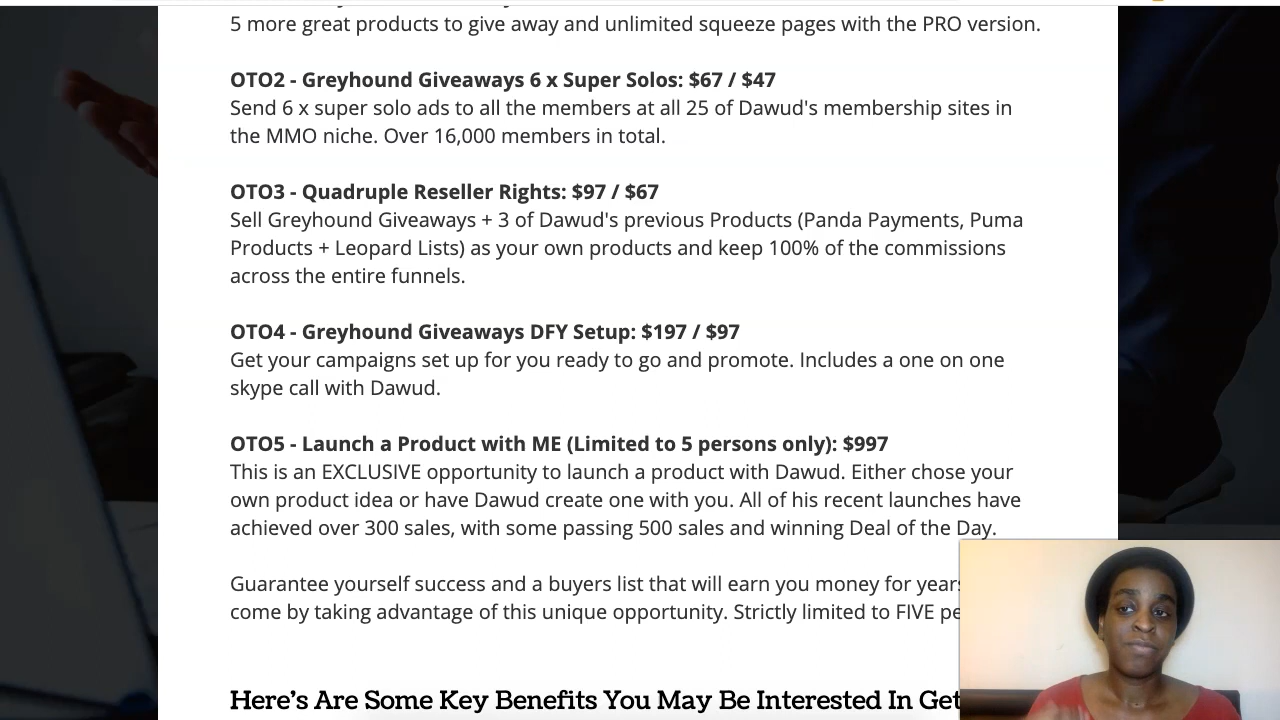 5 more great products to give away and unlimited squeeze pages with the PRO version.
OTO2 - Greyhound Giveaways 6 x Super Solos: $67 / $47
Send 6 x super solo ads to all the members at all 25 of Dawud's membership sites in
the MMO niche. Over 16,000 members in total.
OTO3 - Quadruple Reseller Rights: $97 / $67
Sell Greyhound Giveaways + 3 of Dawud's previous Products (Panda Payments, Puma
Products + Leopard Lists) as your own products and keep 100% of the commissions
across the entire funnels.
OTO4 - Greyhound Giveaways DFY Setup: $197 / $97
Get your campaigns set up for you ready to go and promote. Includes a one on one
skype call with Dawud.
OTO5 - Launch a Product with ME (Limited to 5 persons only): $997
This is an EXCLUSIVE opportunity to launch a product with Dawud. Either chose your
own product idea or have Dawud create one with you. All of his recent launches have
achieved over 300 sales, with some passing 500 sales and winning Deal of the Day.
Guarantee yourself success and a buyers list that will earn you money for years
come by taking advantage of this unique opportunity. Strictly limited to FIVE pe
Here's Are Some Key Benefits You May Be Interested In Get